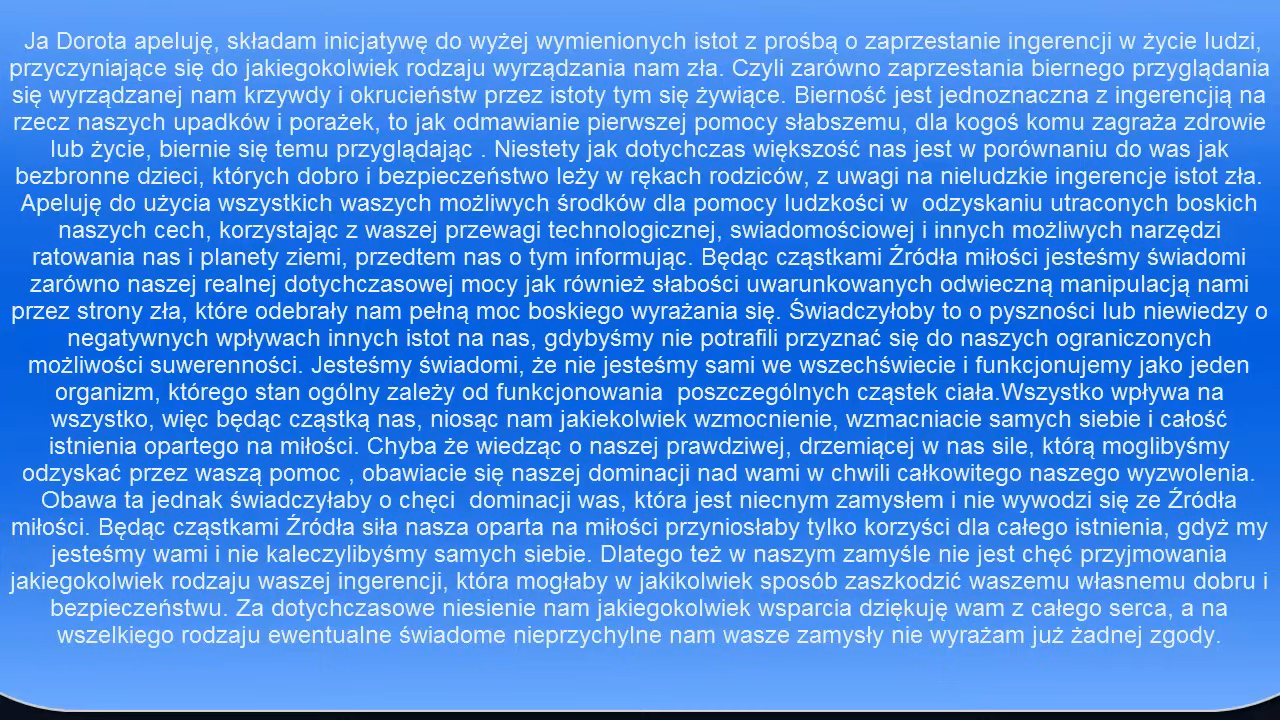 Ja Dorota apeluję, składam inicjatywę do wyżej wymienionych istot z prośbą o zaprzestanie ingerencji w życie ludzi,
przyczyniające się do jakiegokolwiek rodzaju wyrządzania nam zła. Czyli zarówno zaprzestania biernego przyglądania
się wyrządzanej nam krzywdy i okrucieństw przez istoty tym się żywiące. Bierność jest jednoznaczna z ingerencjią na
rzecz naszych upadków i porażek, to jak odmawianie pierwszej pomocy słabszemu, dla kogoś komu zagraża zdrowie
lub życie, biernie się temu przyglądając . Niestety jak dotychczas większość nas jest w porównaniu do was jak
bezbronne dzieci, których dobro i bezpieczeństwo leży w rękach rodziców, z uwagi na nieludzkie ingerencje istot zła.
Apeluję do użycia wszystkich waszych możliwych środków dla pomocy ludzkości w  odzyskaniu utraconych boskich
naszych cech, korzystając z waszej przewagi technologicznej, swiadomościowej i innych możliwych narzędzi
ratowania nas i planety ziemi, przedtem nas o tym informując. Będąc cząstkami Źródła miłości jesteśmy świadomi
zarówno naszej realnej dotychczasowej mocy jak również słabości uwarunkowanych odwieczną manipulacją nami
przez strony zła, które odebrały nam pełną moc boskiego wyrażania się. Świadczyłoby to o pyszności lub niewiedzy o
negatywnych wpływach innych istot na nas, gdybyśmy nie potrafili przyznać się do naszych ograniczonych
możliwości suwerenności. Jesteśmy świadomi, że nie jesteśmy sami we wszechświecie i funkcjonujemy jako jeden
organizm, którego stan ogólny zależy od funkcjonowania  poszczególnych cząstek ciała.Wszystko wpływa na
wszystko, więc będąc cząstką nas, niosąc nam jakiekolwiek wzmocnienie, wzmacniacie samych siebie i całość
istnienia opartego na miłości. Chyba że wiedząc o naszej prawdziwej, drzemiącej w nas sile, którą moglibyśmy
odzyskać przez waszą pomoc , obawiacie się naszej dominacji nad wami w chwili całkowitego naszego wyzwolenia.
Obawa ta jednak świadczyłaby o chęci  dominacji was, która jest niecnym zamysłem i nie wywodzi się ze Źródła
miłości. Będąc cząstkami Źródła siła nasza oparta na miłości przyniosłaby tylko korzyści dla całego istnienia, gdyż my
jesteśmy wami i nie kaleczylibyśmy samych siebie. Dlatego też w naszym zamyśle nie jest chęć przyjmowania
jakiegokolwiek rodzaju waszej ingerencji, która mogłaby w jakikolwiek sposób zaszkodzić waszemu własnemu dobru i
bezpieczeństwu. Za dotychczasowe niesienie nam jakiegokolwiek wsparcia dziękuję wam z całego serca, a na
wszelkiego rodzaju ewentualne świadome nieprzychylne nam wasze zamysły nie wyrażam już żadnej zgody.